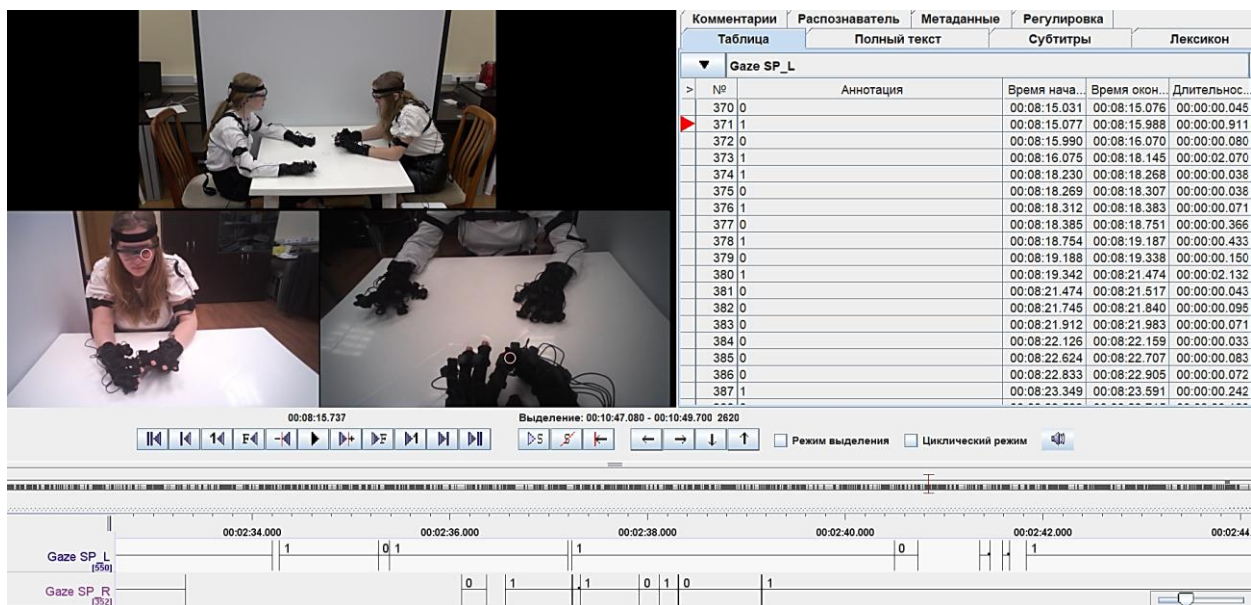 Комментарии Распознаватель Метаданные Регулировка
Таблица Полный текст Субтитры Лексикон
▼ Gaze SP_L
> № Аннотация Время нача... Время окон... Длительнос...
370 0 00:08:15.031 00:08:15.076 00:00:00.045
371 1 00:08:15.077 00:08:15.988 00:00:00.911
372 0 00:08:15.990 00:08:16.070 00:00:00.080
373 1 00:08:16.075 00:08:18.145 00:00:02.070
374 1 00:08:18.230 00:08:18.268 00:00:00.038
375 0 00:08:18.269 00:08:18.307 00:00:00.038
376 1 00:08:18.312 00:08:18.383 00:00:00.071
377 0 00:08:18.385 00:08:18.751 00:00:00.366
378 1 00:08:18.754 00:08:19.187 00:00:00.433
379 0 00:08:19.188 00:08:19.338 00:00:00.150
380 1 00:08:19.342 00:08:21.474 00:00:02.132
381 0 00:08:21.474 00:08:21.517 00:00:00.043
382 0 00:08:21.745 00:08:21.840 00:00:00.095
383 0 00:08:21.912 00:08:21.983 00:00:00.071
384 0 00:08:22.126 00:08:22.159 00:00:00.033
385 0 00:08:22.624 00:08:22.707 00:00:00.083
386 0 00:08:22.833 00:08:22.905 00:00:00.072
387 1 00:08:23.349 00:08:23.591 00:00:00.242
00:08:15.737 Выделение: 00:10:47.080 - 00:10:49.700 2620
1 F F 1 S S Режим выделения Циклический режим
00:02:34.000 00:02:36.000 00:02:38.000 00:02:40.000 00:02:42.000 00:02:44
Gaze SP_L 1 0 1 1 0 1
[550]
Gaze SP_R 0 1 1 0 1 0 1
[352]